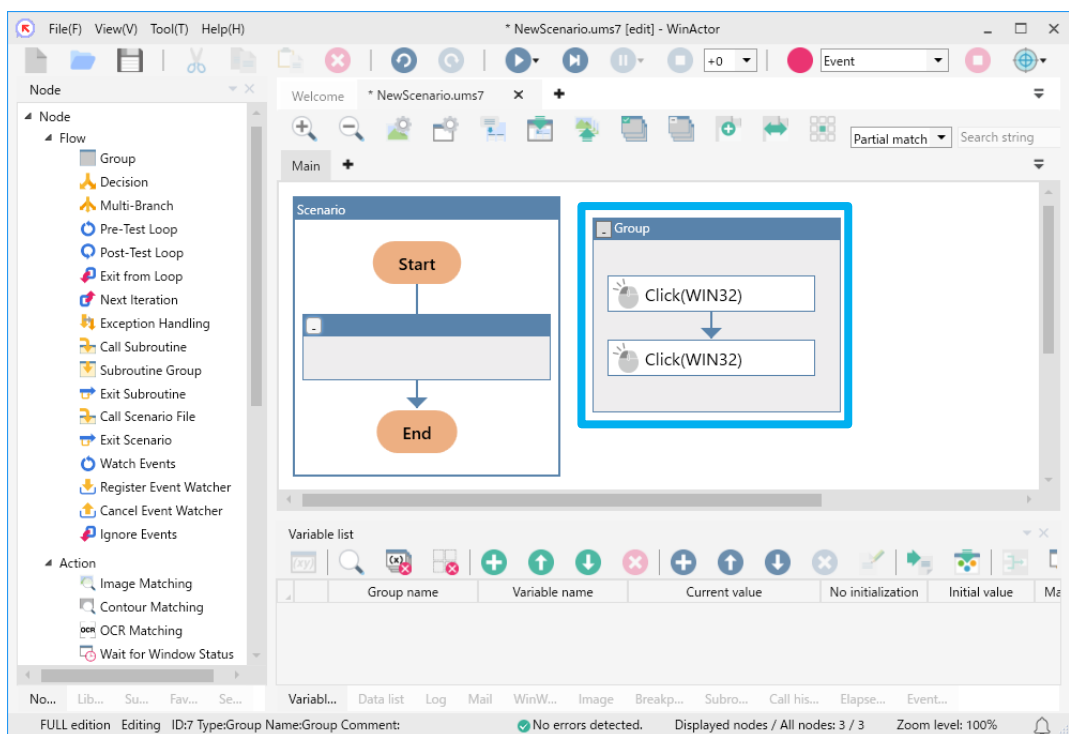 File(F) View(V) Tool(T) Help(H) * NewScenario.ums7 [edit] - WinActor
+0 Event
Node
Welcome * NewScenario.ums7
Node
Flow
Group
Decision
Multi-Branch
Pre-Test Loop
Post-Test Loop
Exit from Loop
Next Iteration
Exception Handling
Call Subroutine
Subroutine Group
Exit Subroutine
Call Scenario File
Exit Scenario
Watch Events
Register Event Watcher
Cancel Event Watcher
Ignore Events
Action
Image Matching
Contour Matching
OCR OCR Matching
Wait for Window Status
No... Lib... Su... Fav... Se...
Partial match Search string
Main
Scenario
Start
End
Group
Click(WIN32)
Click(WIN32)
Variable list
(xy) (x)
Group name Variable name Current value No initialization Initial value Ma
Variabl... Data list Log Mail WinW... Image Breakp... Subro... Call his... Elapse... Event...
FULL edition Editing ID:7 Type:Group Name:Group Comment: No errors detected. Displayed nodes / All nodes: 3 / 3 Zoom level: 100%